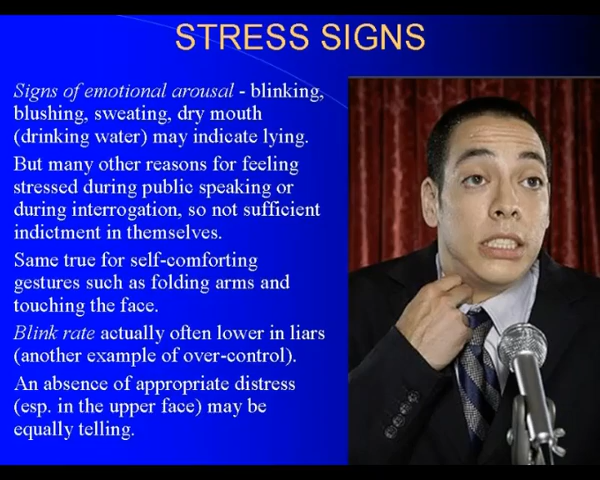 STRESS SIGNS
Signs of emotional arousal - blinking,
blushing, sweating, dry mouth
(drinking water) may indicate lying.
But many other reasons for feeling
stressed during public speaking or
during interrogation, so not sufficient
indictment in themselves.
Same true for self-comforting
gestures such as folding arms and
touching the face.
Blink rate actually often lower in liars
(another example of over-control).
An absence of appropriate distress
(esp. in the upper face) may be
equally telling.